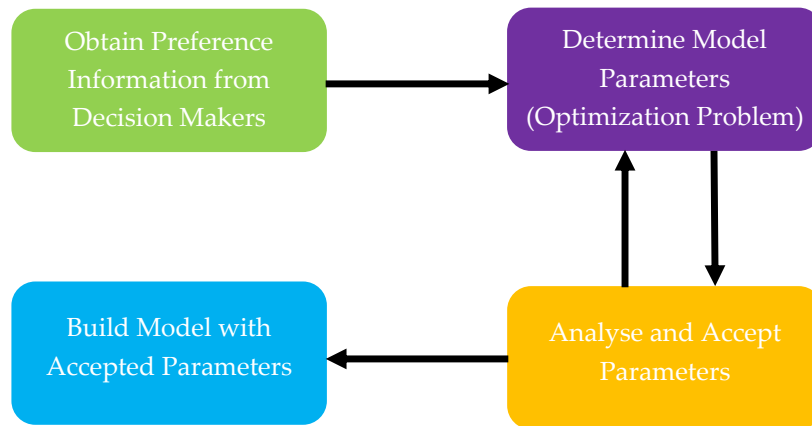 Obtain Preference
Information from
Decision Makers
Determine Model
Parameters
(Optimization Problem)
Build Model with
Accepted Parameters
Analyse and Accept
Parameters